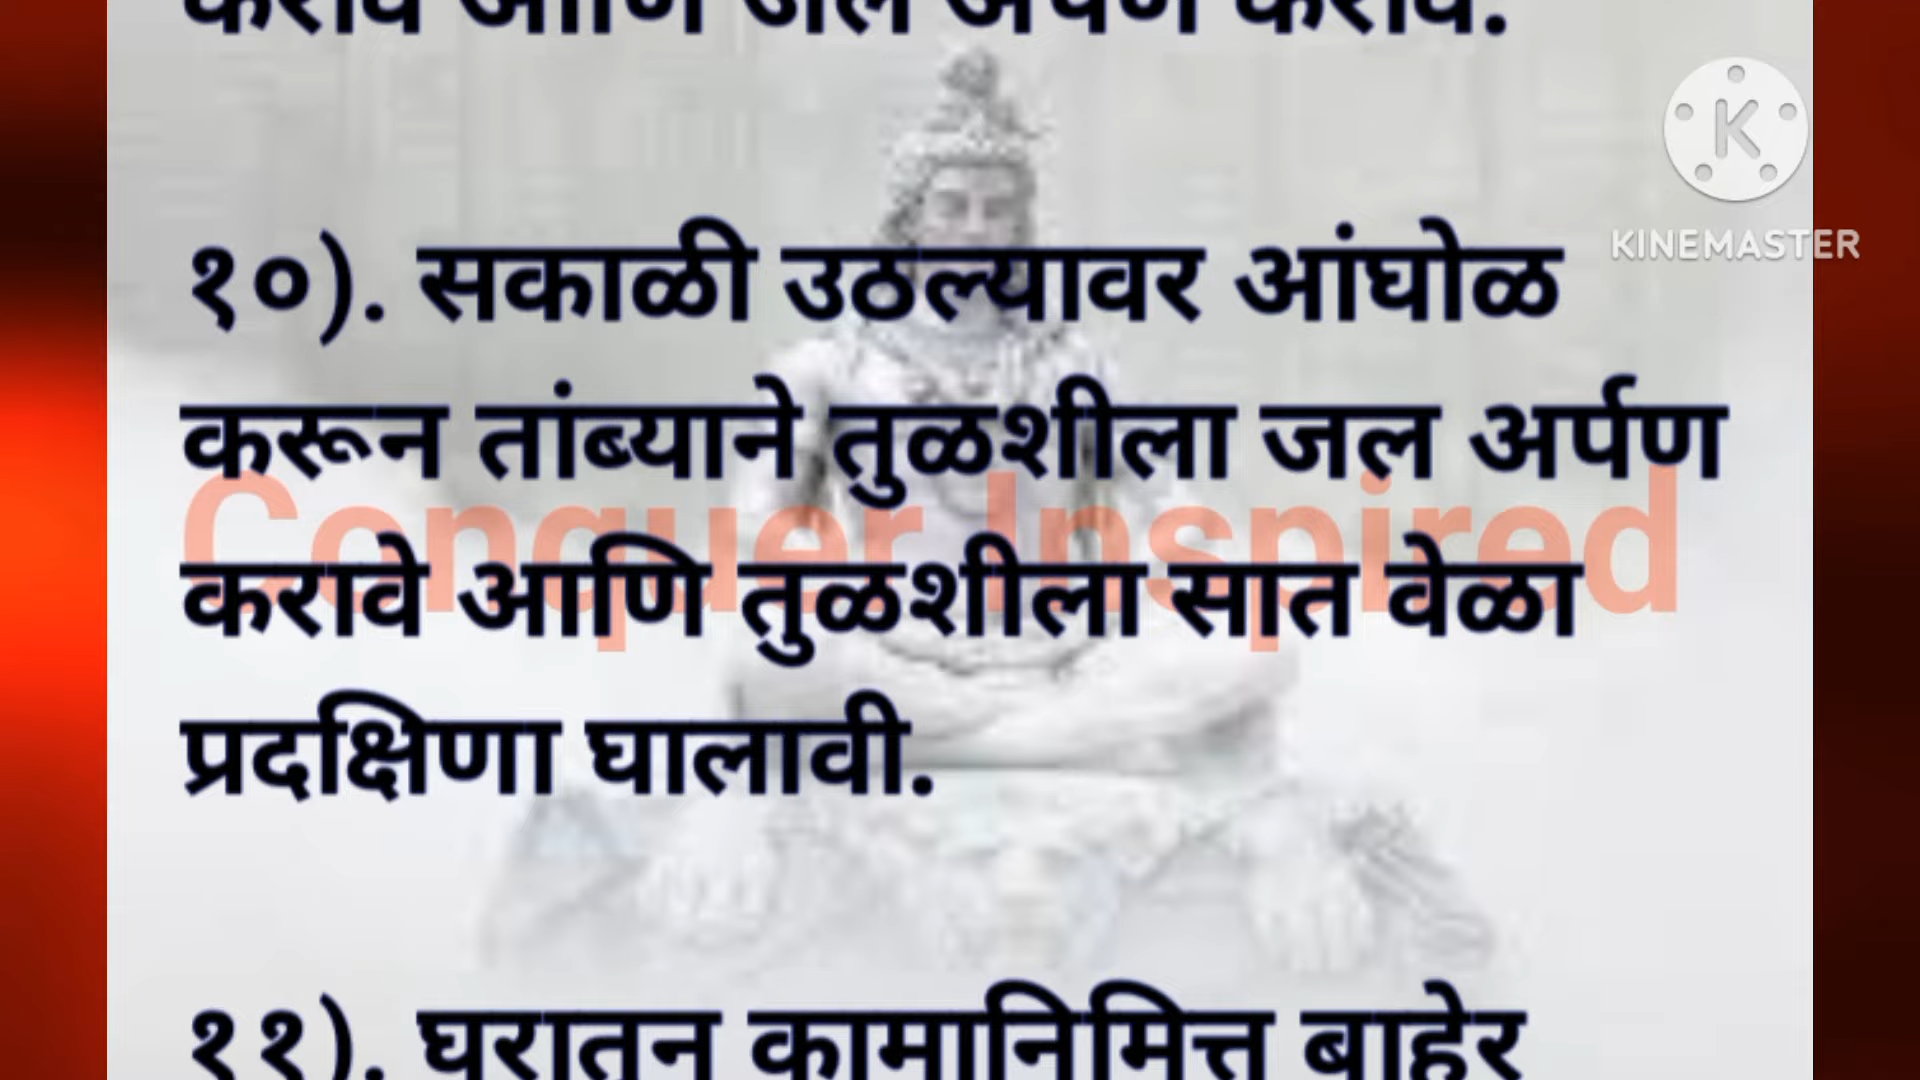 करावे आणि जल अर्पण करावे.
K
KINEMASTER
१०). सकाळी उठल्यावर आंघोळ
करून तांब्याने तुळशीला जल अर्पण
Conquer Inspired
करावे आणि तुळशीला सात वेळा
प्रदक्षिणा घालावी.
११). घरातून कामानिमित्त बाहेर